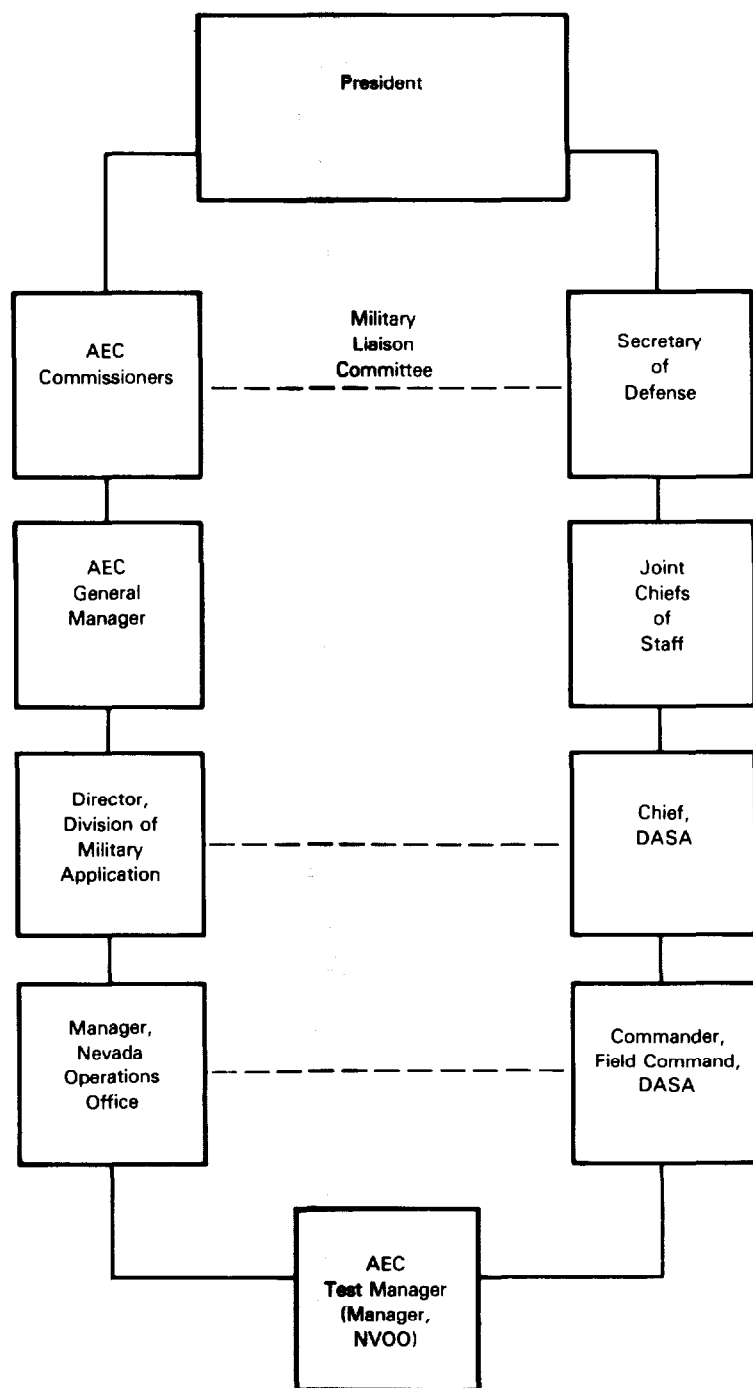 President
AEC
Commissioners
Military
Liaison
Committee
Secretary
of
Defense
AEC
General
Manager
Joint
Chiefs
of
Staff
Director,
Division of
Military
Application
Chief,
DASA
Manager,
Nevada
Operations
Office
Commander,
Field Command,
DASA
AEC
Test Manager
(Manager,
NVOO)